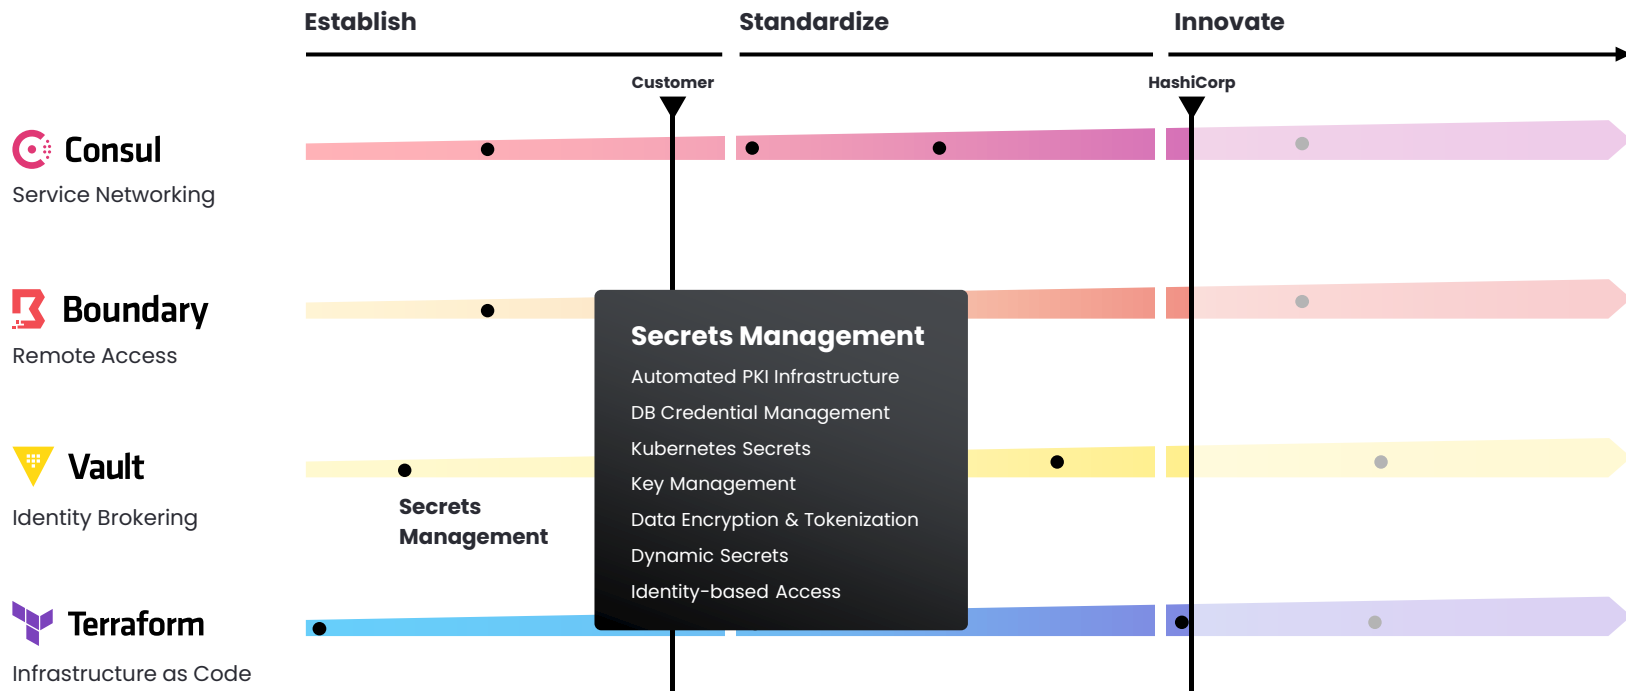 Establish
Standardize
Innovate
Customer
HashiCorp
Consul
Service Networking
Boundary
Remote Access
Vault
Identity Brokering
Secrets
Management
Secrets Management
Automated PKI Infrastructure
DB Credential Management
Kubernetes Secrets
Key Management
Data Encryption & Tokenization
Dynamic Secrets
Identity-based Access
Terraform
Infrastructure as Code